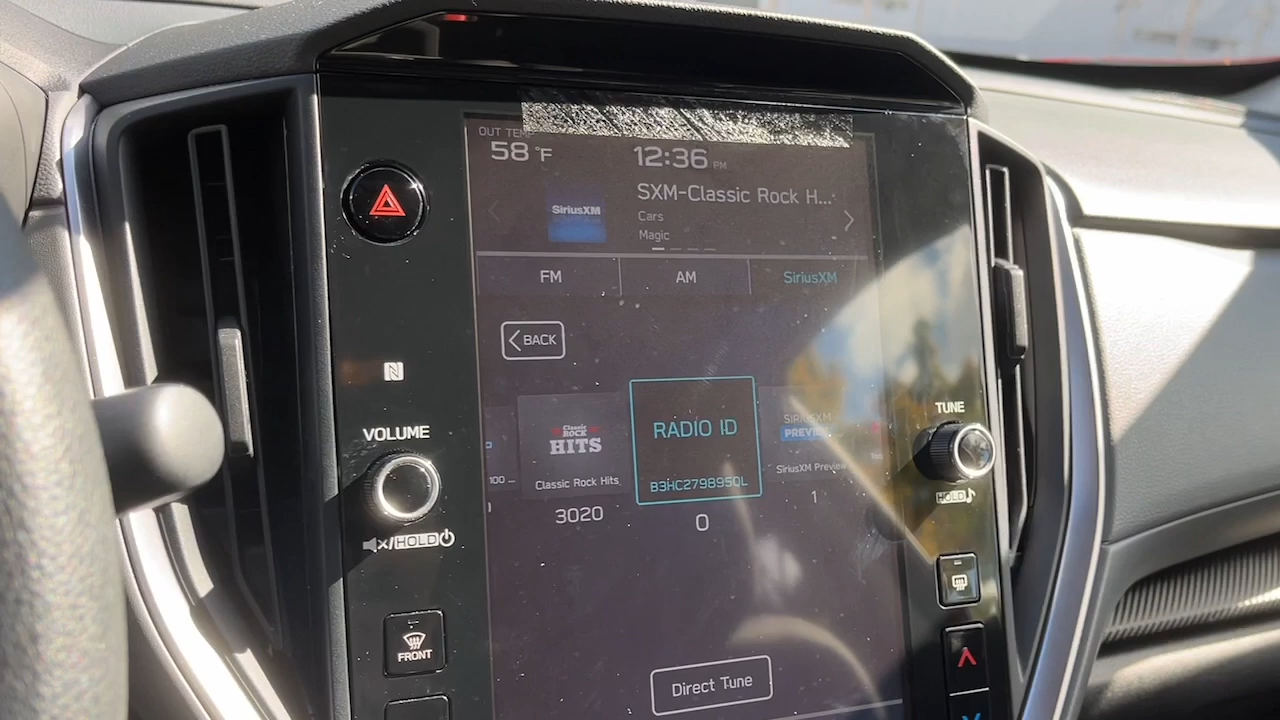 OUT TEMP
58 °F
12:36 PM
SXM-Classic Rock H...
SiriusXM
Cars
Magic
FM
AM
SiriusXM
BACK
VOLUME
HOLD
FRONT
Classic
ROCK
HITS
Classic Rock Hits
3020
100 ...
RADIO ID
B3HC2798950L
0
SIRIUSXM
PREVIEW
SiriusXM Preview
1
TUNE
HOLD
Direct Tune